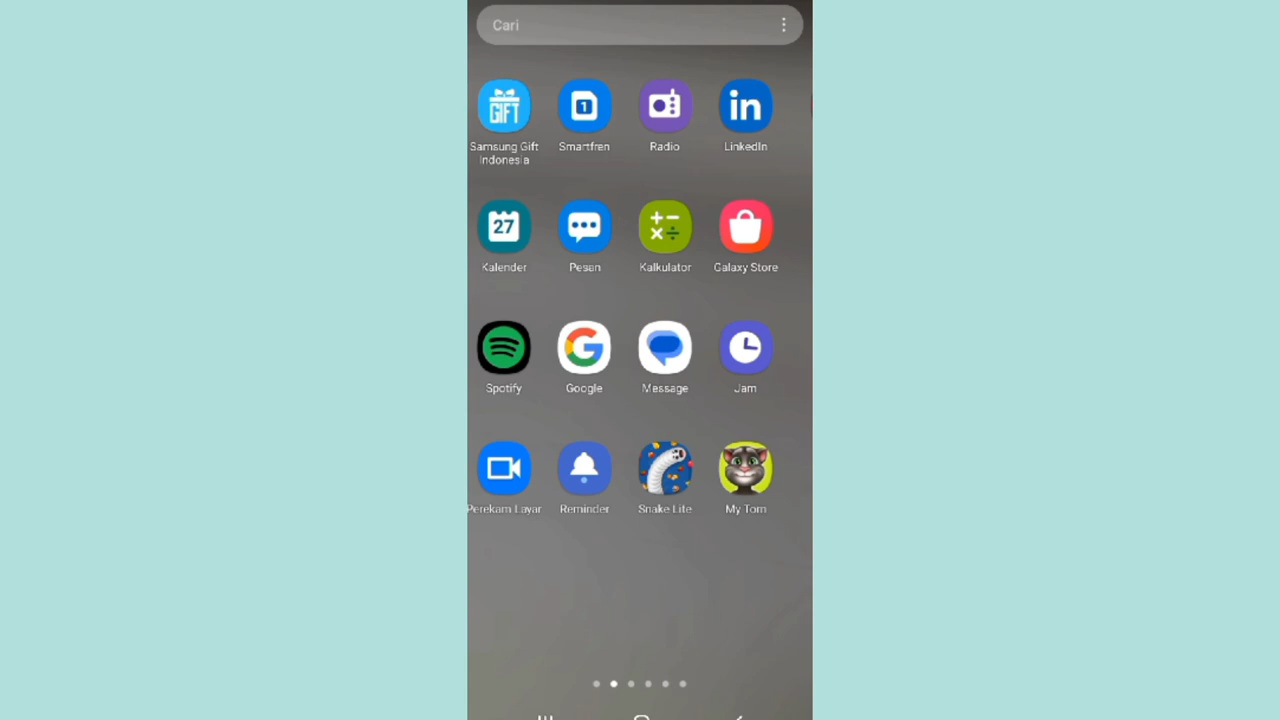 Cari
GIFT
1
in
Samsung Gift
Indonesia
Smartfren
Radio
LinkedIn
27
Kalender
Pesan
Kalkulator
Galaxy Store
Spotify
Google
Message
Jam
Perekam Layar
Reminder
Snake Lite
My Tom